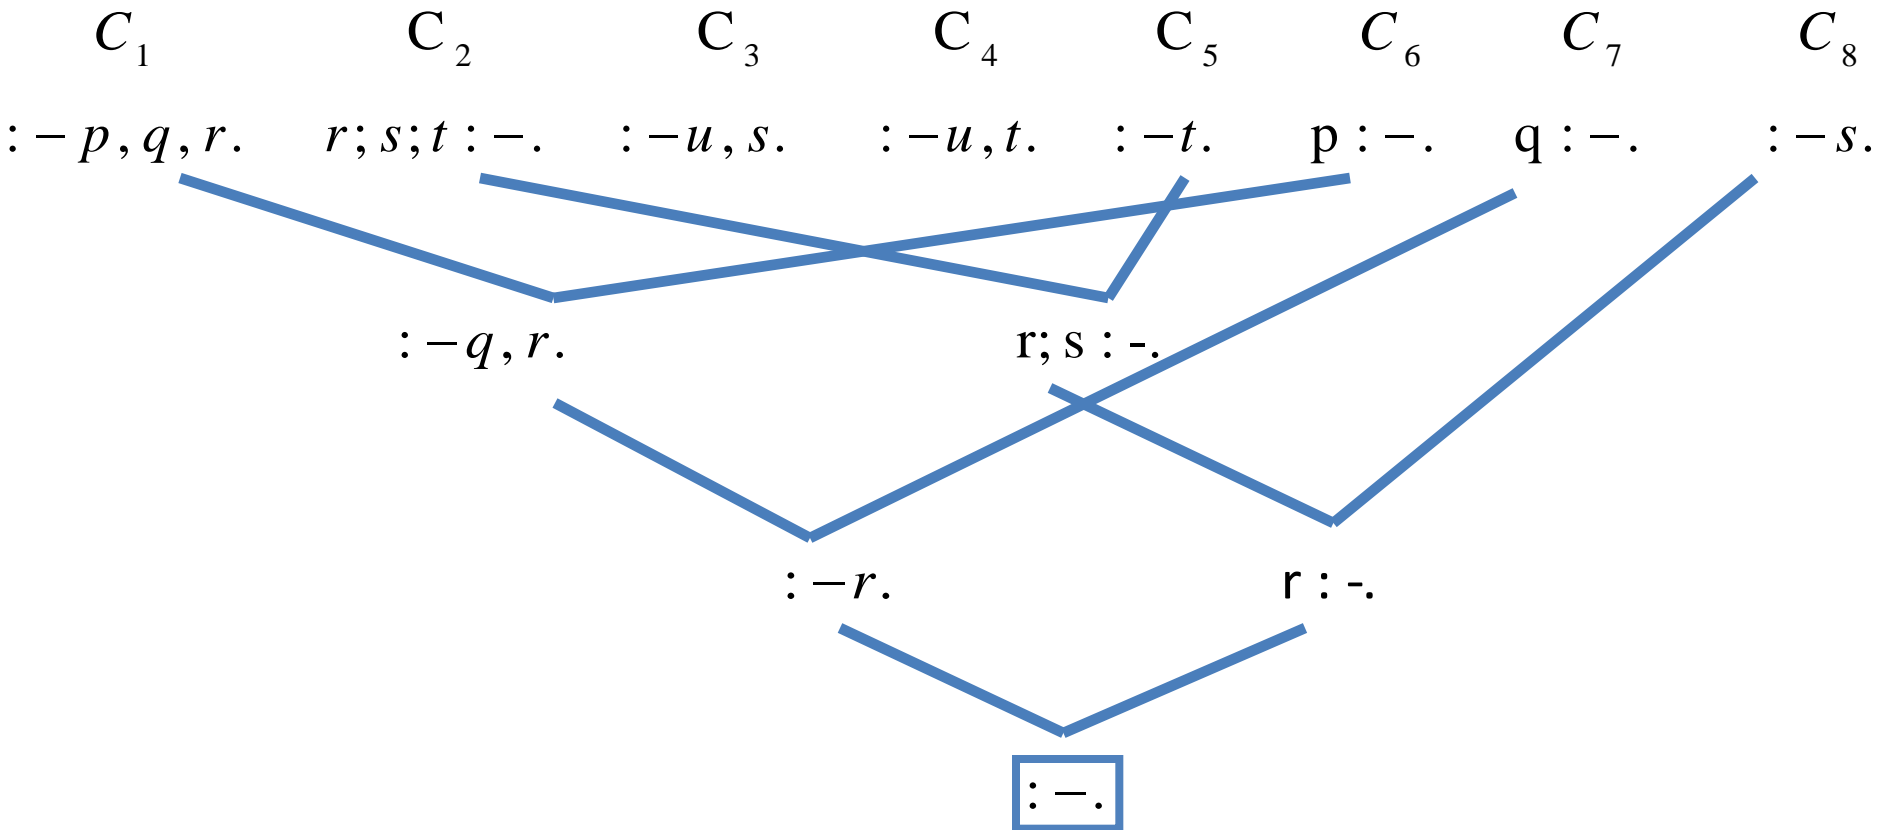 C₁ C₂ C₃ C₄ C₅ C₆ C₇ C₈
:−p,q,r. r;s;t:−. :−u,s. :−u,t. :−t. p:−. q:−. :−s.
:−q,r. r; s :-.
:−r. r : -.
:−.